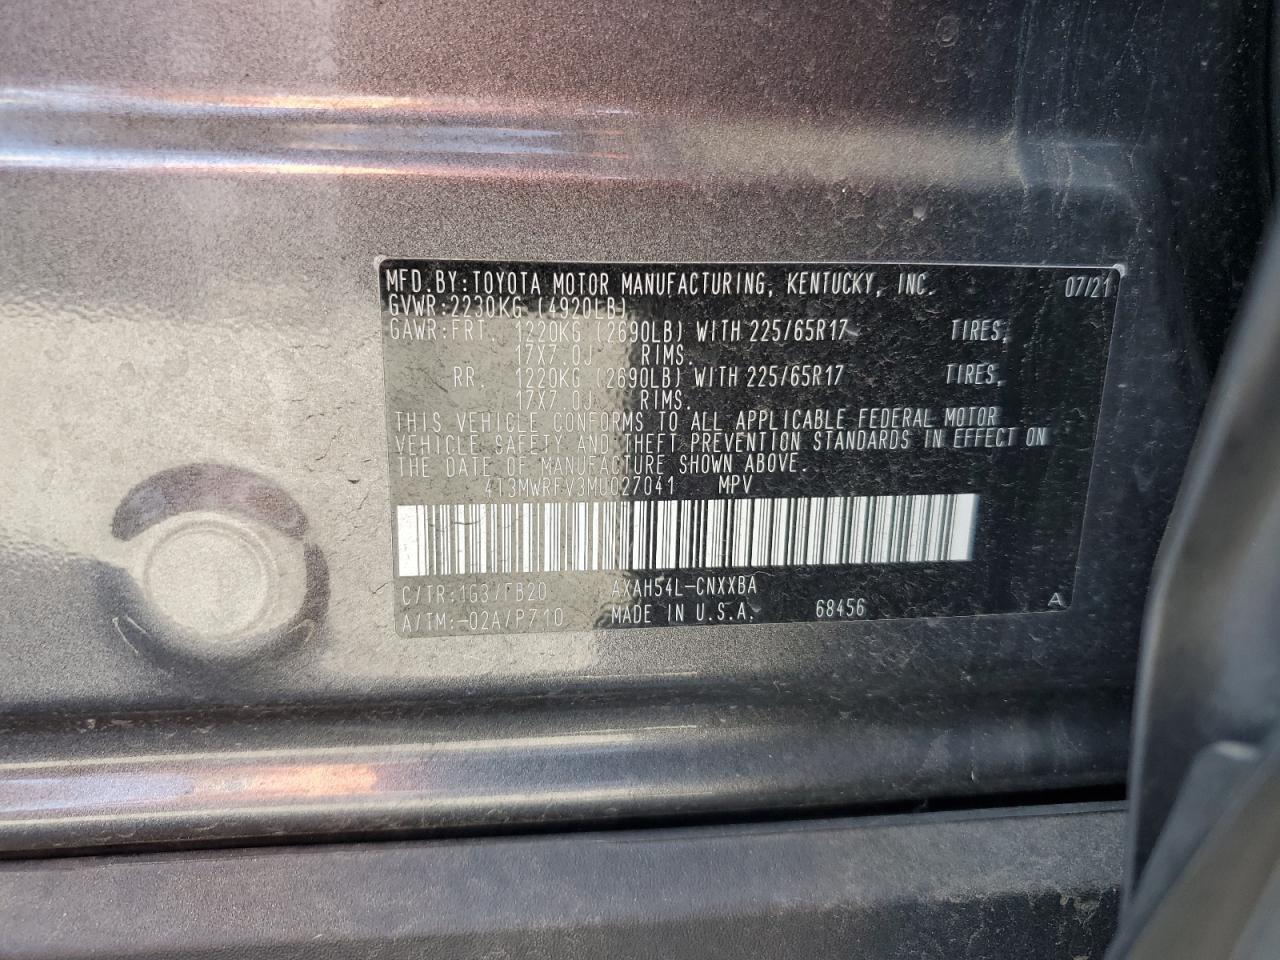 MFD.BY:TOYOTA MOTOR MANUFACTURING, KENTUCKY, INC. 07/21
GVWR:2230KG (4920LB)
GAWR:FRT. 1220KG (2690LB) WITH 225/65R17 TIRES,
17X7.0J RIMS.
RR. 1220KG (2690LB) WITH 225/65R17 TIRES,
17X7.0J RIMS.
THIS VEHICLE CONFORMS TO ALL APPLICABLE FEDERAL MOTOR
VEHICLE SAFETY AND THEFT PREVENTION STANDARDS IN EFFECT ON
THE DATE OF MANUFACTURE SHOWN ABOVE.
4T3MWRFV3MU027041 MPV
C/TR:1G3/FB20 AXAH54L-CNXXBA
A/TM:-02A/P710 MADE IN U.S.A. 68456 A